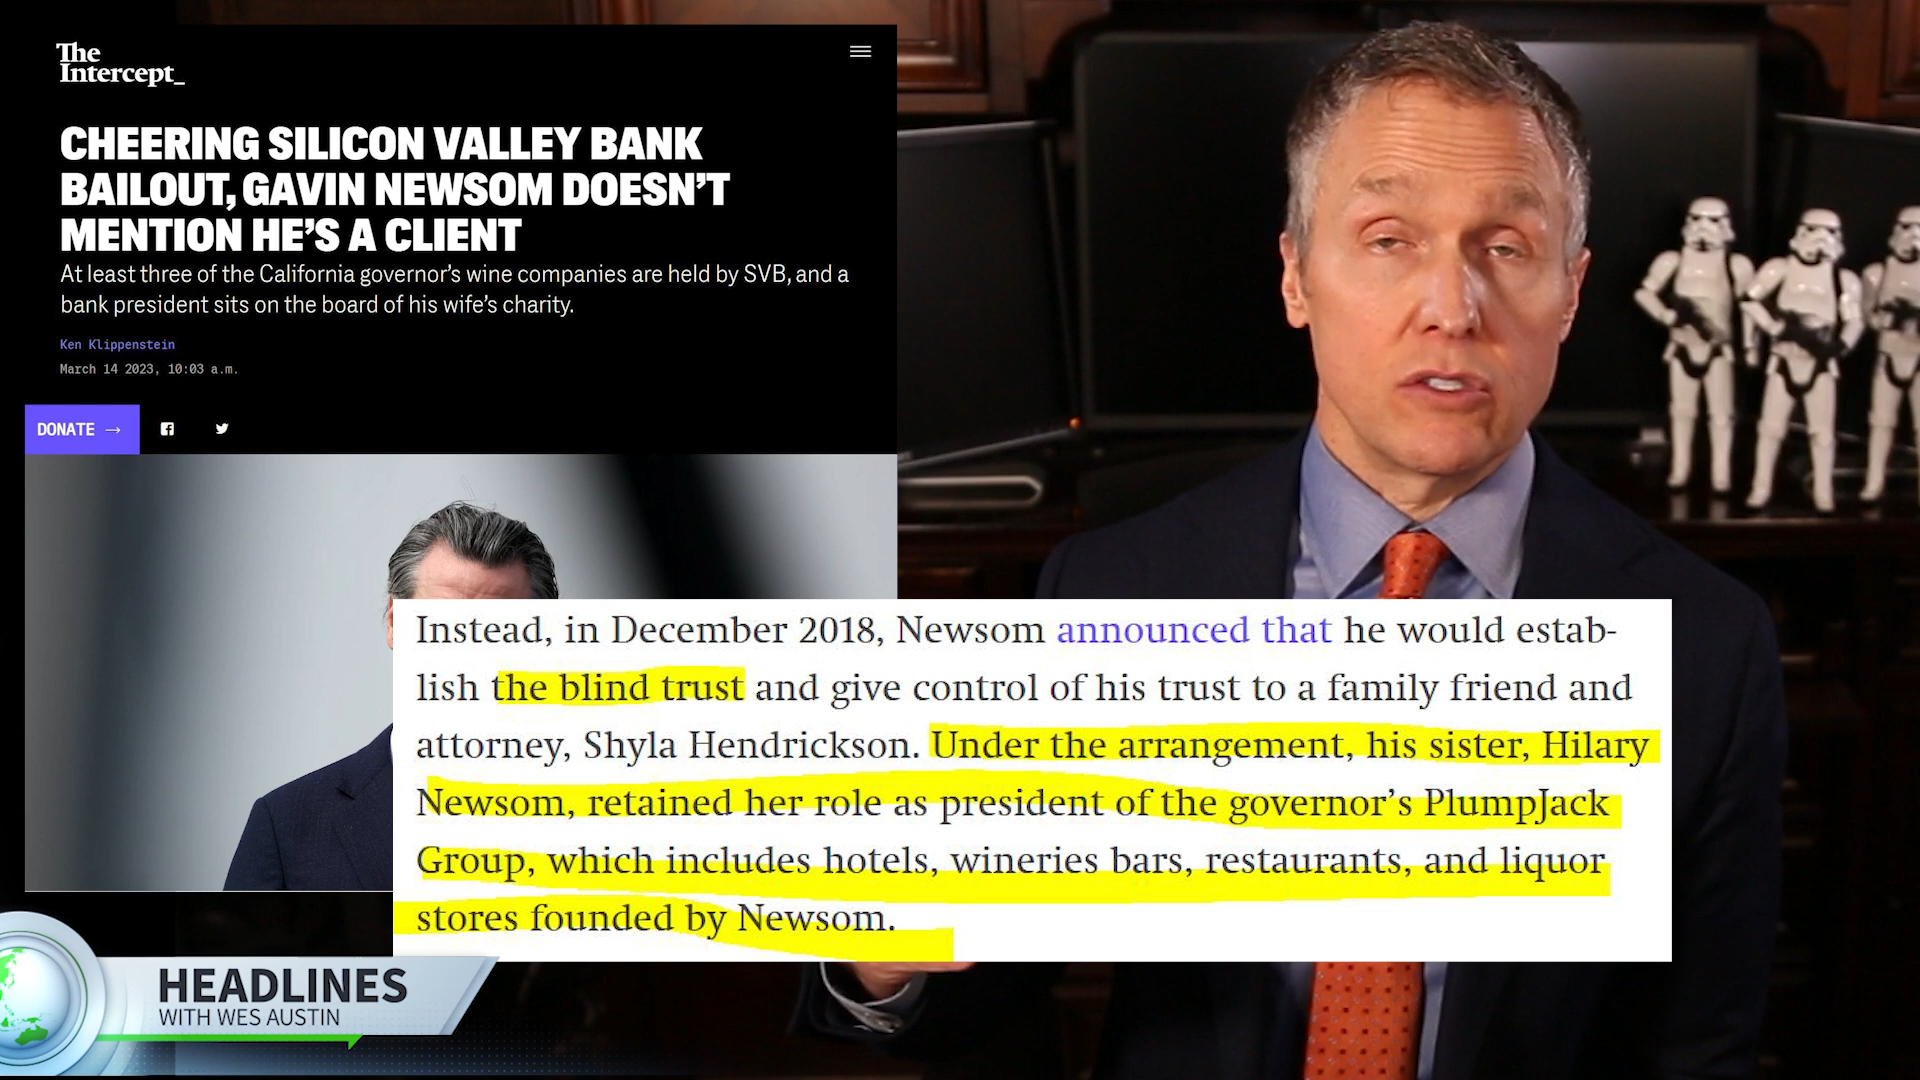 The
Intercept_
CHEERING SILICON VALLEY BANK
BAILOUT, GAVIN NEWSOM DOESN'T
MENTION HE'S A CLIENT
At least three of the California governor's wine companies are held by SVB, and a
bank president sits on the board of his wife's charity.
Ken Klippenstein
March 14 2023, 10:03 a.m.
DONATE →
Instead, in December 2018, Newsom announced that he would estab-
lish the blind trust and give control of his trust to a family friend and
attorney, Shyla Hendrickson. Under the arrangement, his sister, Hilary
Newsom, retained her role as president of the governor's PlumpJack
Group, which includes hotels, wineries bars, restaurants, and liquor
stores founded by Newsom.
HEADLINES
WITH WES AUSTIN